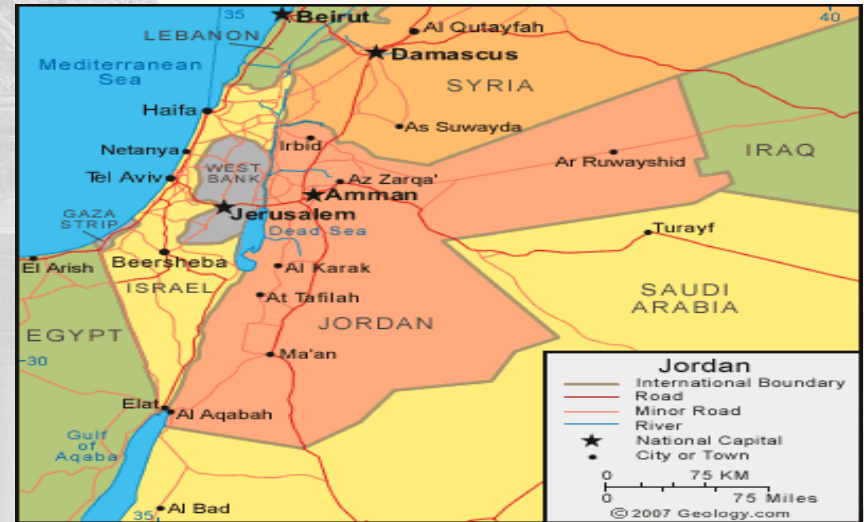 35
40
Beirut
Al Qutayfah
LEBANON
Damascus
Mediterranean
Sea
SYRIA
Haifa
As Suwayda
Irbid
Netanya
Ar Ruwayshid
IRAQ
WEST
BANK
Tel Aviv
Az Zarqa'
Amman
Jerusalem
GAZA
STRIP
Dead Sea
Turayf
El Arish
Beersheba
Al Karak
ISRAEL
SAUDI
ARABIA
At Tafilah
EGYPT
JORDAN
30
Ma'an
Elat
Al Aqabah
Gulf
of
Aqaba
Al Bad
35
Jordan
International Boundary
Road
Minor Road
River
National Capital
City or Town
0 75 KM
0 75 Miles
© 2007 Geology.com